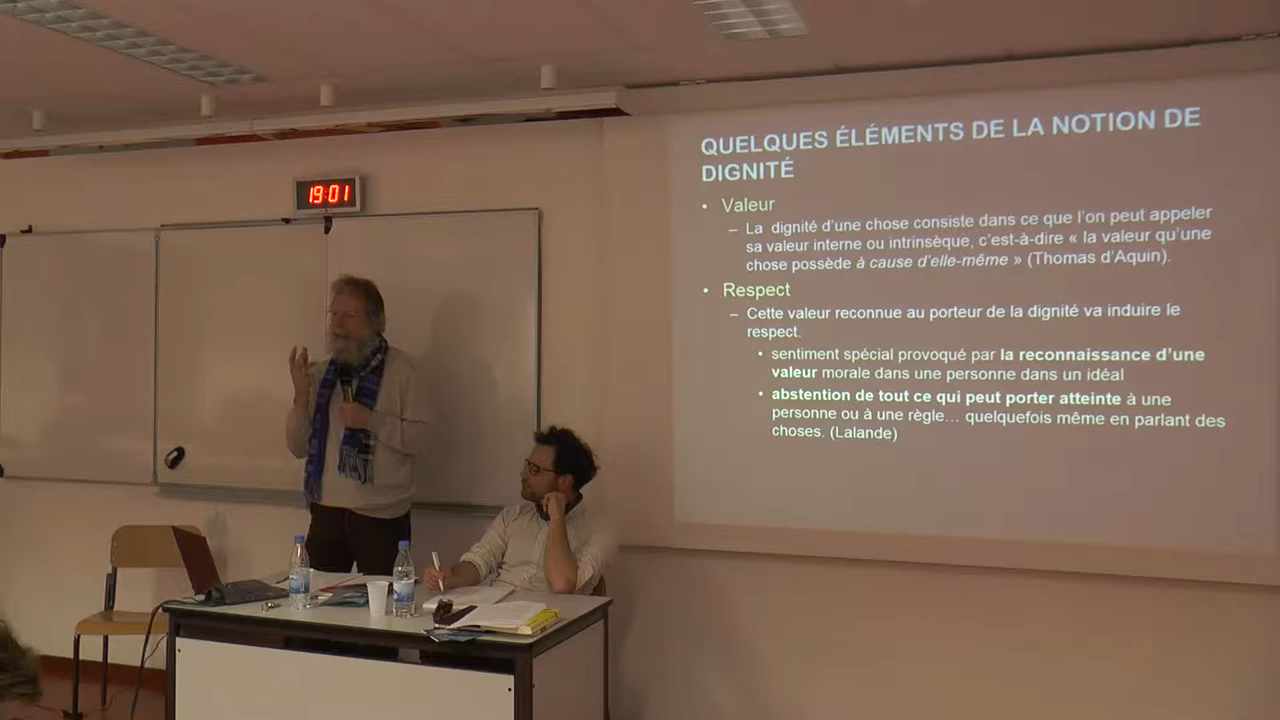 19:01
QUELQUES ÉLÉMENTS DE LA NOTION DE
DIGNITÉ
• Valeur
– La dignité d'une chose consiste dans ce que l'on peut appeler
sa valeur interne ou intrinsèque, c'est-à-dire « la valeur qu'une
chose possède à cause d'elle-même » (Thomas d'Aquin).
• Respect
– Cette valeur reconnue au porteur de la dignité va induire le
respect.
• sentiment spécial provoqué par la reconnaissance d'une
valeur morale dans une personne dans un idéal
• abstention de tout ce qui peut porter atteinte à une
personne ou à une règle… quelquefois même en parlant des
choses. (Lalande)